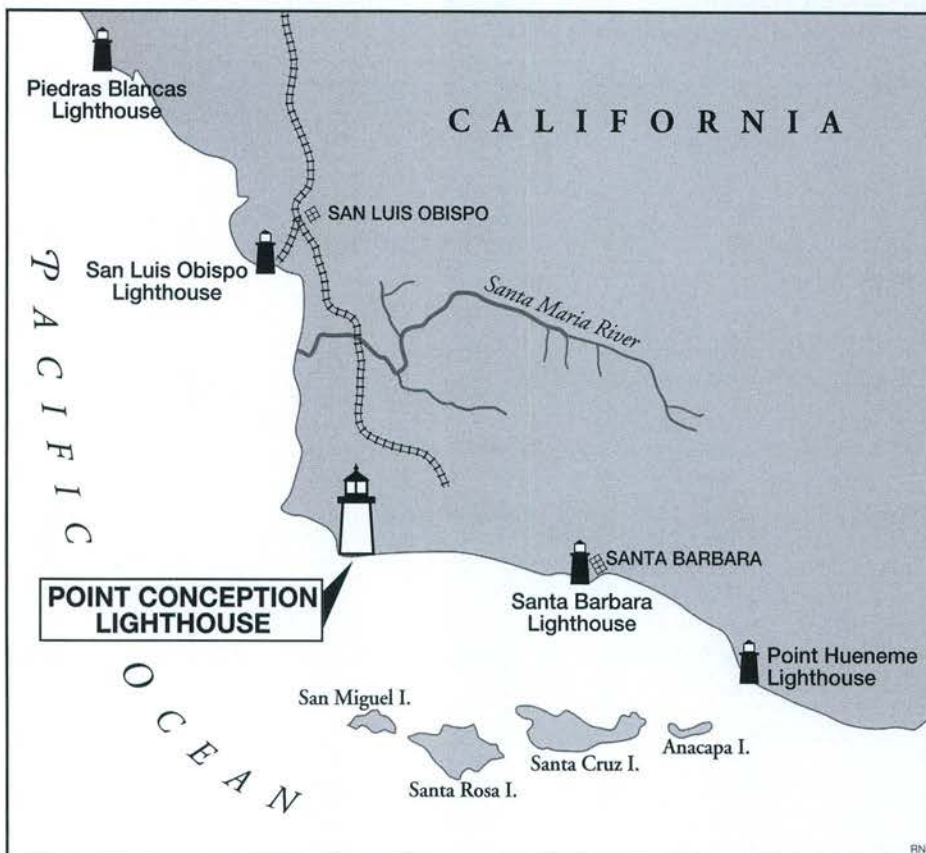 Piedras Blancas
Lighthouse
CALIFORNIA
SAN LUIS OBISPO
San Luis Obispo
Lighthouse
Santa Maria River
PACIFIC
OCEAN
POINT CONCEPTION
LIGHTHOUSE
SANTA BARBARA
Santa Barbara
Lighthouse
Point Hueneme
Lighthouse
San Miguel I.
Santa Rosa I.
Santa Cruz I.
Anacapa I.
RN